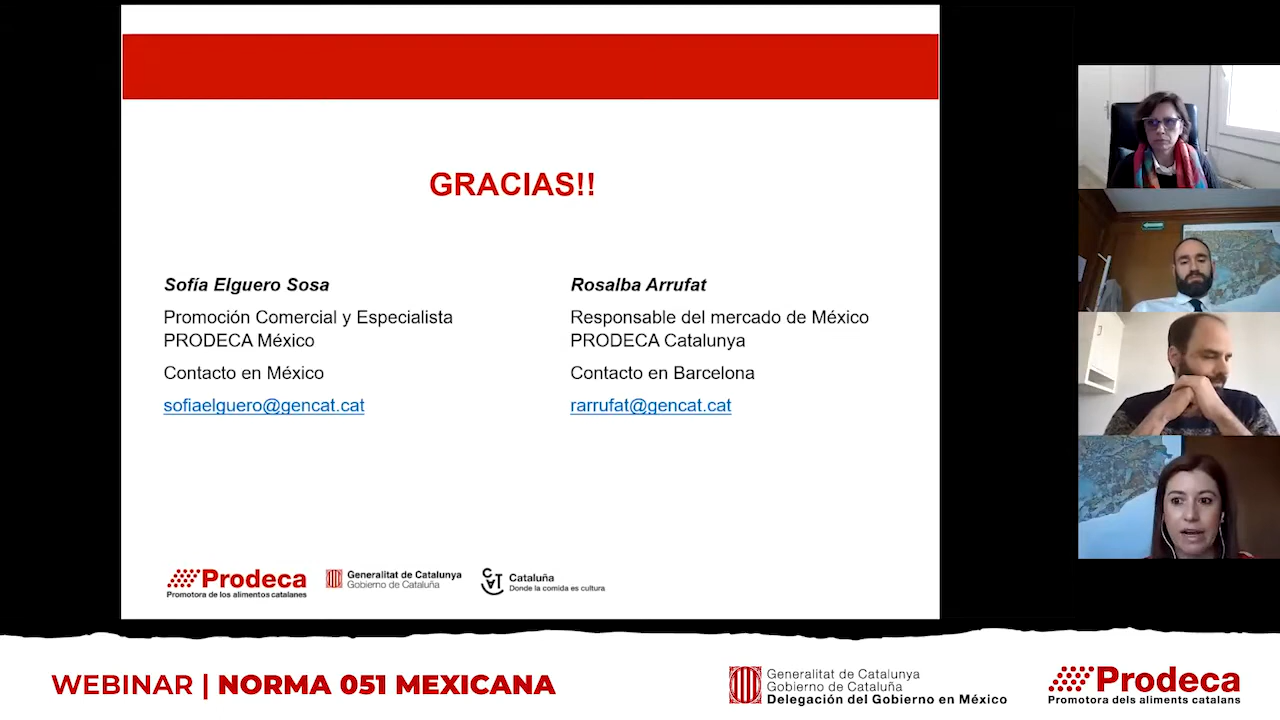 GRACIAS!!
Sofía Elguero Sosa
Promoción Comercial y Especialista
PRODECA México
Contacto en México
sofiaelguero@gencat.cat
Rosalba Arrufat
Responsable del mercado de México
PRODECA Catalunya
Contacto en Barcelona
rarrufat@gencat.cat
Prodeca
Promotora de los alimentos catalanes
Generalitat de Catalunya
Gobierno de Cataluña
CAT
Cataluña
Donde la comida es cultura
WEBINAR | NORMA 051 MEXICANA
Generalitat de Catalunya
Gobierno de Cataluña
Delegación del Gobierno en México
Prodeca
Promotora dels aliments catalans